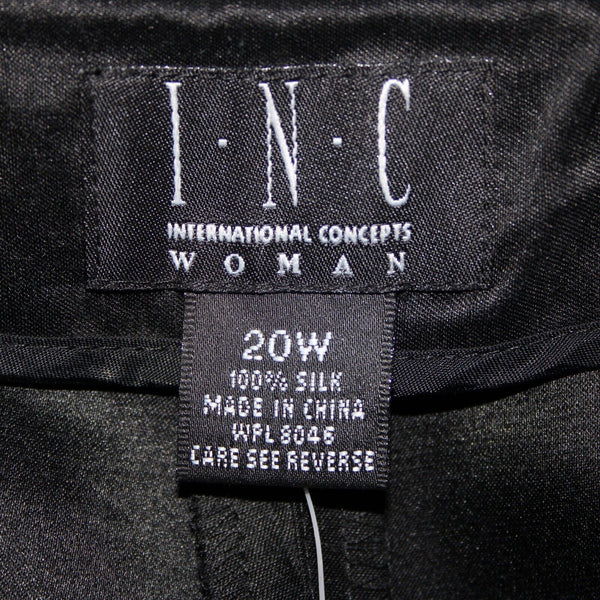 I·N·C
INTERNATIONAL CONCEPTS
WOMAN
20W
100% SILK
MADE IN CHINA
WPL 8046
CARE SEE REVERSE